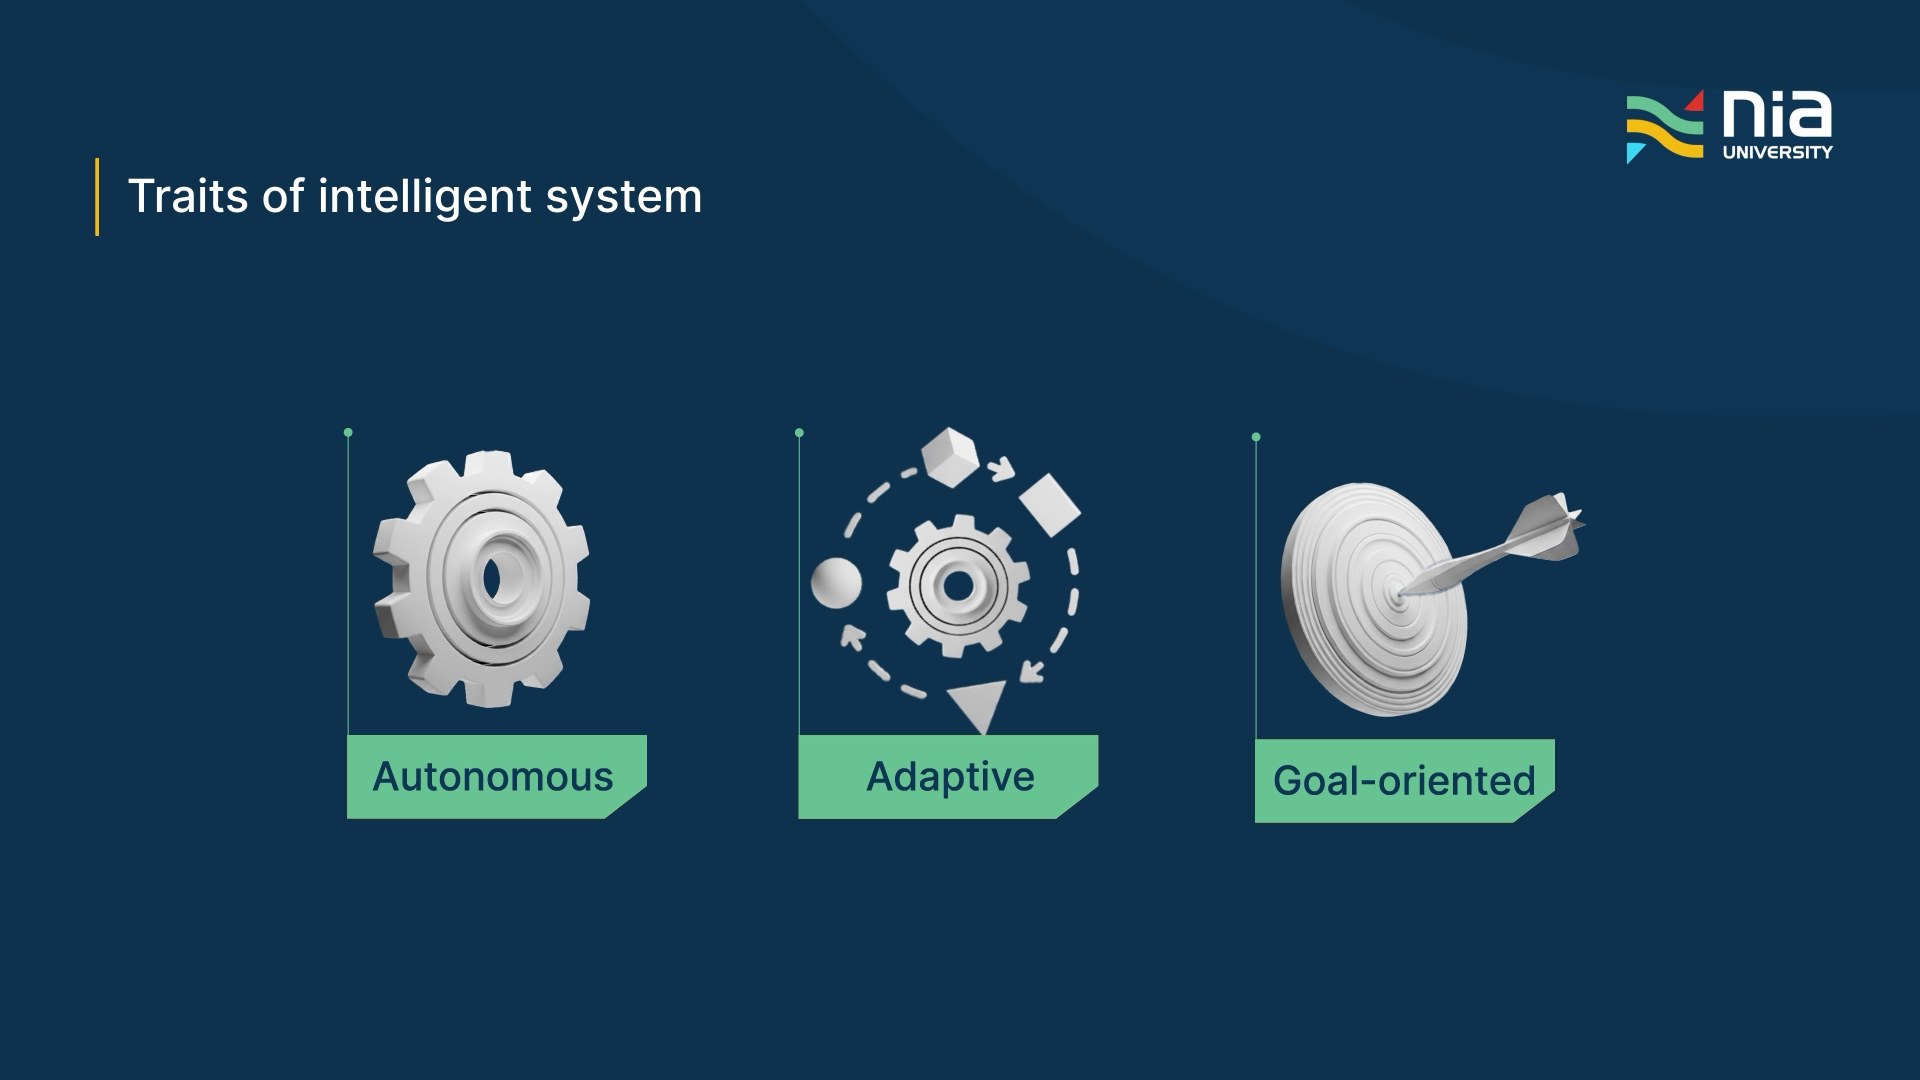 nia
UNIVERSITY
Traits of intelligent system
Autonomous
Adaptive
Goal-oriented